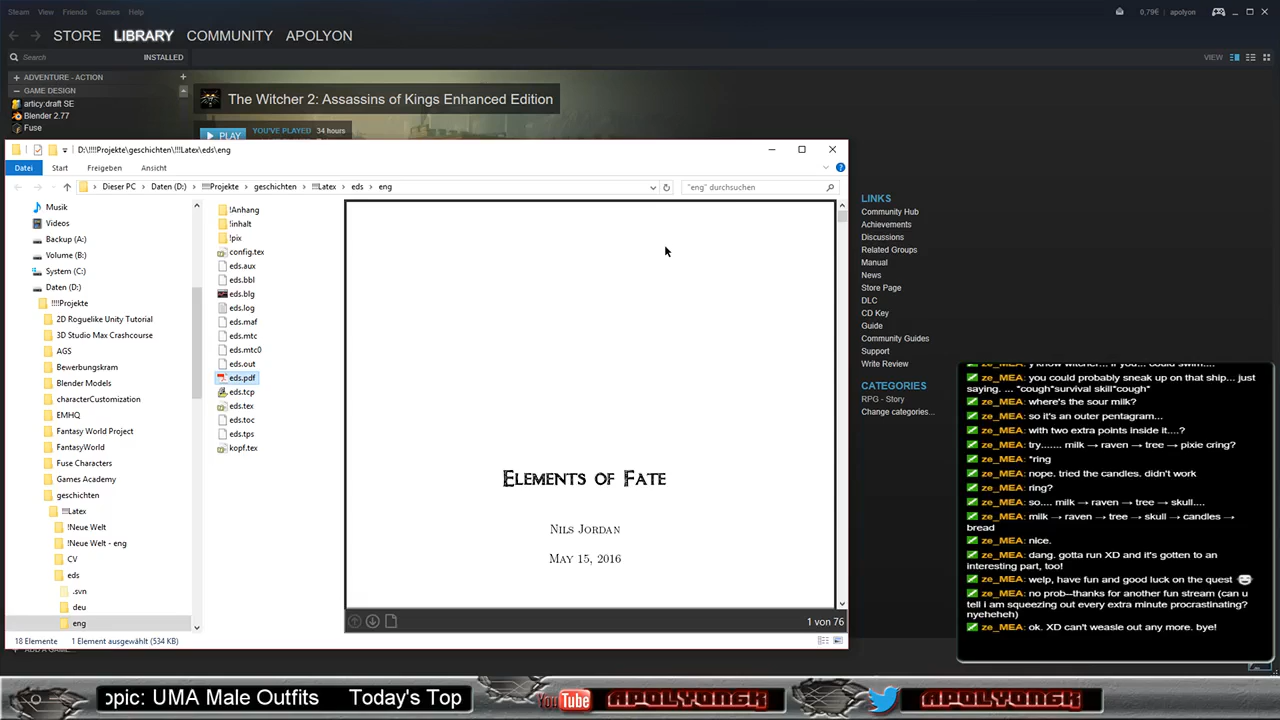 Steam View Friends Games Help
0,79€ apolyon
STORE LIBRARY COMMUNITY APOLYON
Search INSTALLED
VIEW
+ ADVENTURE - ACTION +
− GAME DESIGN
articy:draft SE
Blender 2.77
Fuse
The Witcher 2: Assassins of Kings Enhanced Edition
PLAY YOU'VE PLAYED 34 hours
D:\!!!!Projekte\geschichten\!!!Latex\eds\eng
Datei Start Freigeben Ansicht
Dieser PC > Daten (D:) > !!!!Projekte > geschichten > !!!Latex > eds > eng
"eng" durchsuchen
Musik
Videos
Backup (A:)
Volume (B:)
System (C:)
Daten (D:)
!!!!Projekte
2D Roguelike Unity Tutorial
3D Studio Max Crashcourse
AGS
Bewerbungskram
Blender Models
characterCustomization
EMHQ
Fantasy World Project
FantasyWorld
Fuse Characters
Games Academy
geschichten
!!!Latex
!Neue Welt
!Neue Welt - eng
CV
eds
.svn
deu
eng
!Anhang
!inhalt
!pix
config.tex
eds.aux
eds.bbl
eds.blg
eds.log
eds.maf
eds.mtc
eds.mtc0
eds.out
eds.pdf
eds.tcp
eds.tex
eds.toc
eds.tps
kopf.tex
Elements of Fate
Nils Jordan
May 15, 2016
1 von 76
18 Elemente 1 Element ausgewählt (534 KB)
LINKS
Community Hub
Achievements
Discussions
Related Groups
Manual
News
Store Page
DLC
CD Key
Guide
Community Guides
Support
Write Review
CATEGORIES
RPG - Story
Change categories...
ze_MEA: you could probably sneak up on that ship... just
saying. ... *cough*survival skill*cough*
ze_MEA: where's the sour milk?
ze_MEA: so it's an outer pentagram...
ze_MEA: with two extra points inside it....?
ze_MEA: try....... milk → raven → tree → pixie cring?
ze_MEA: *ring
ze_MEA: nope. tried the candles. didn't work
ze_MEA: ring?
ze_MEA: so.... milk → raven → tree → skull....
ze_MEA: milk → raven → tree → skull → candles →
bread
ze_MEA: nice.
ze_MEA: dang. gotta run XD and it's gotten to an
interesting part, too!
ze_MEA: welp, have fun and good luck on the quest
ze_MEA: no prob--thanks for another fun stream (can u
tell i am squeezing out every extra minute procrastinating?
nyeheheh)
ze_MEA: ok. XD can't weasle out any more. bye!
opic: UMA Male Outfits Today's Top
YouTube APOLYONGK APOLYONGK